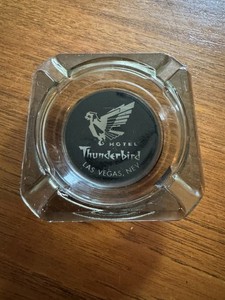 HOTEL
Thunderbird
LAS VEGAS, NEV.